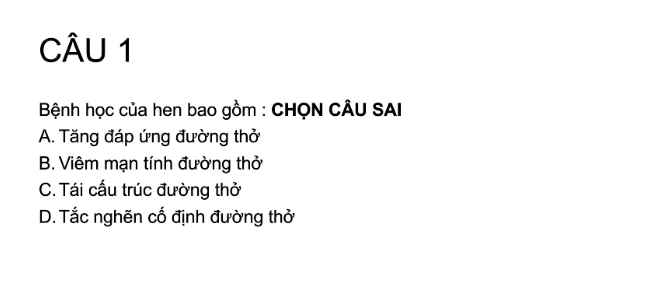 CÂU 1
Bệnh học của hen bao gồm : CHỌN CÂU SAI
A. Tăng đáp ứng đường thở
B. Viêm mạn tính đường thở
C. Tái cấu trúc đường thở
D. Tắc nghẽn cố định đường thở